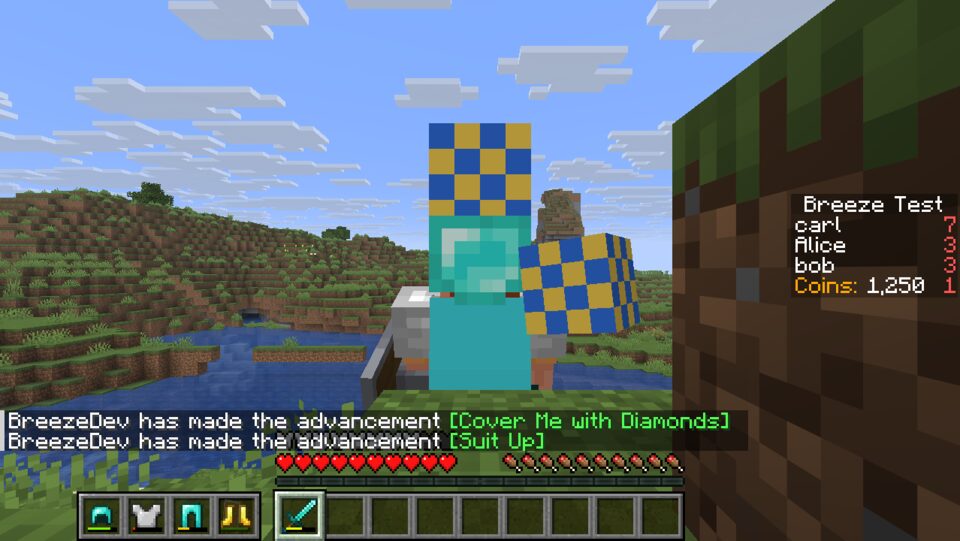 Breeze Test
carl 7
Alice 3
bob 3
Coins: 1,250 1
BreezeDev has made the advancement [Cover Me with Diamonds]
BreezeDev has made the advancement [Suit Up]